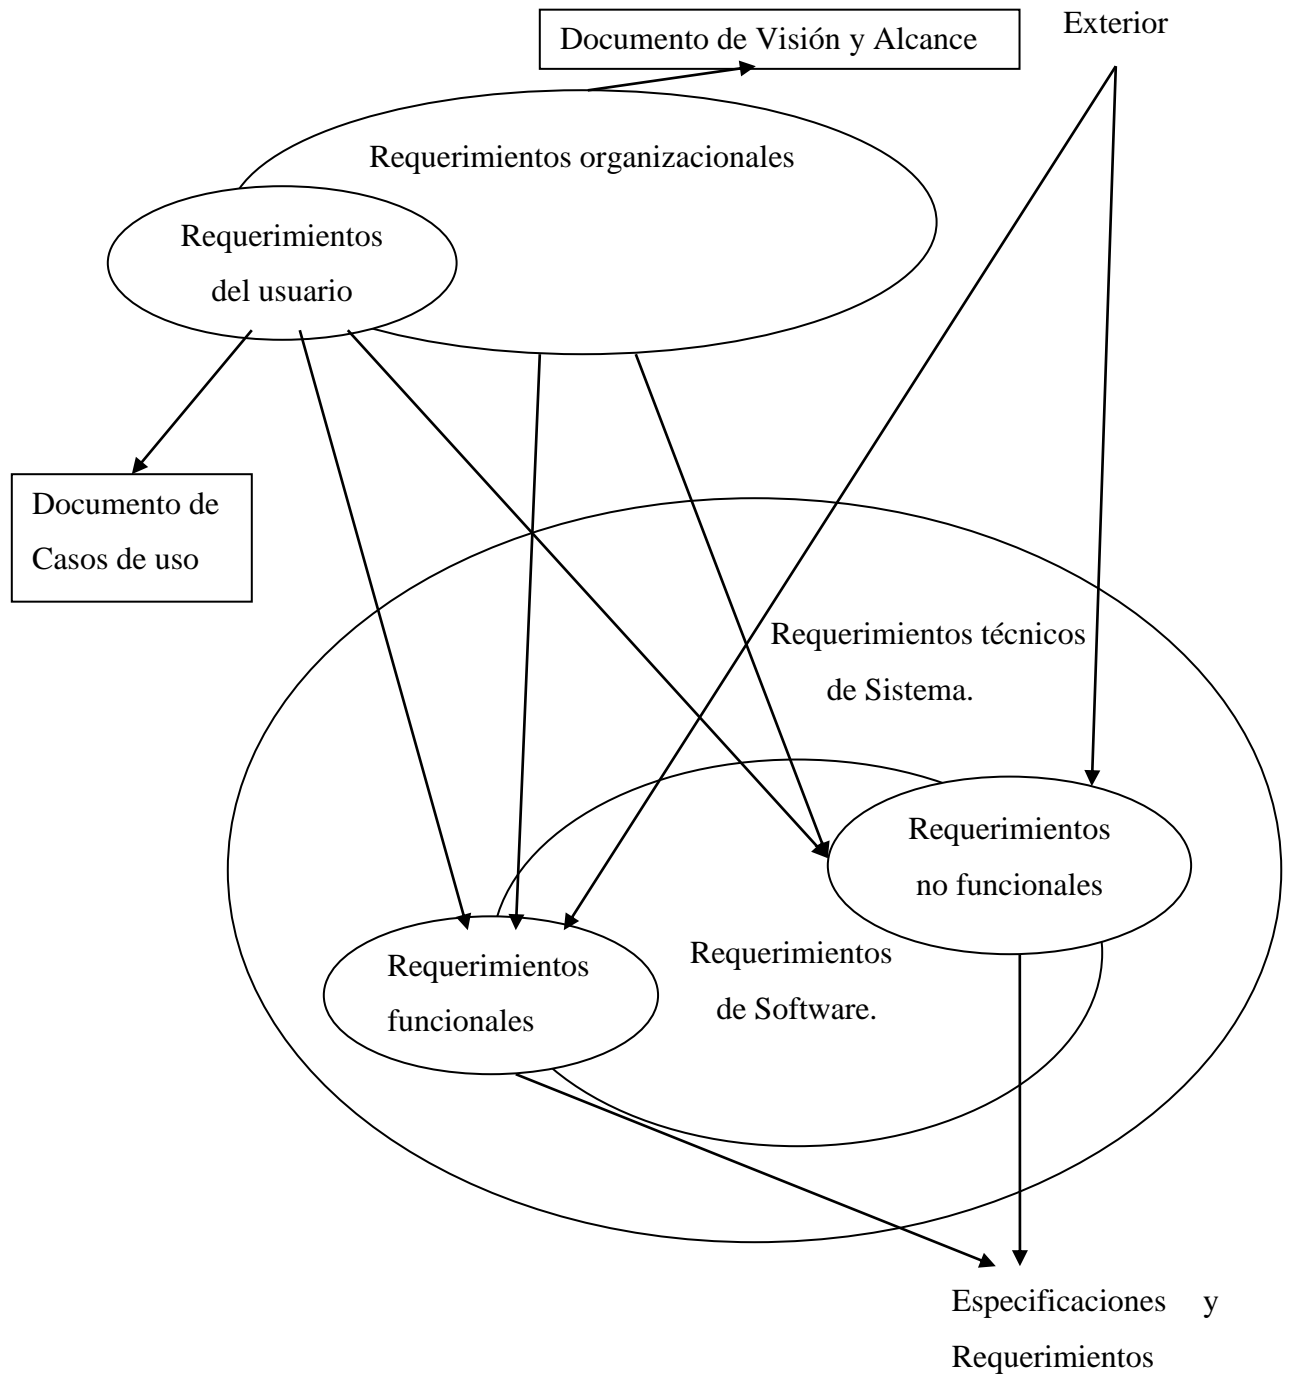 Documento de Visión y Alcance
Exterior
Requerimientos organizacionales
Requerimientos
del usuario
Documento de
Casos de uso
Requerimientos técnicos
de Sistema.
Requerimientos
no funcionales
Requerimientos
de Software.
Requerimientos
funcionales
Especificaciones y
Requerimientos